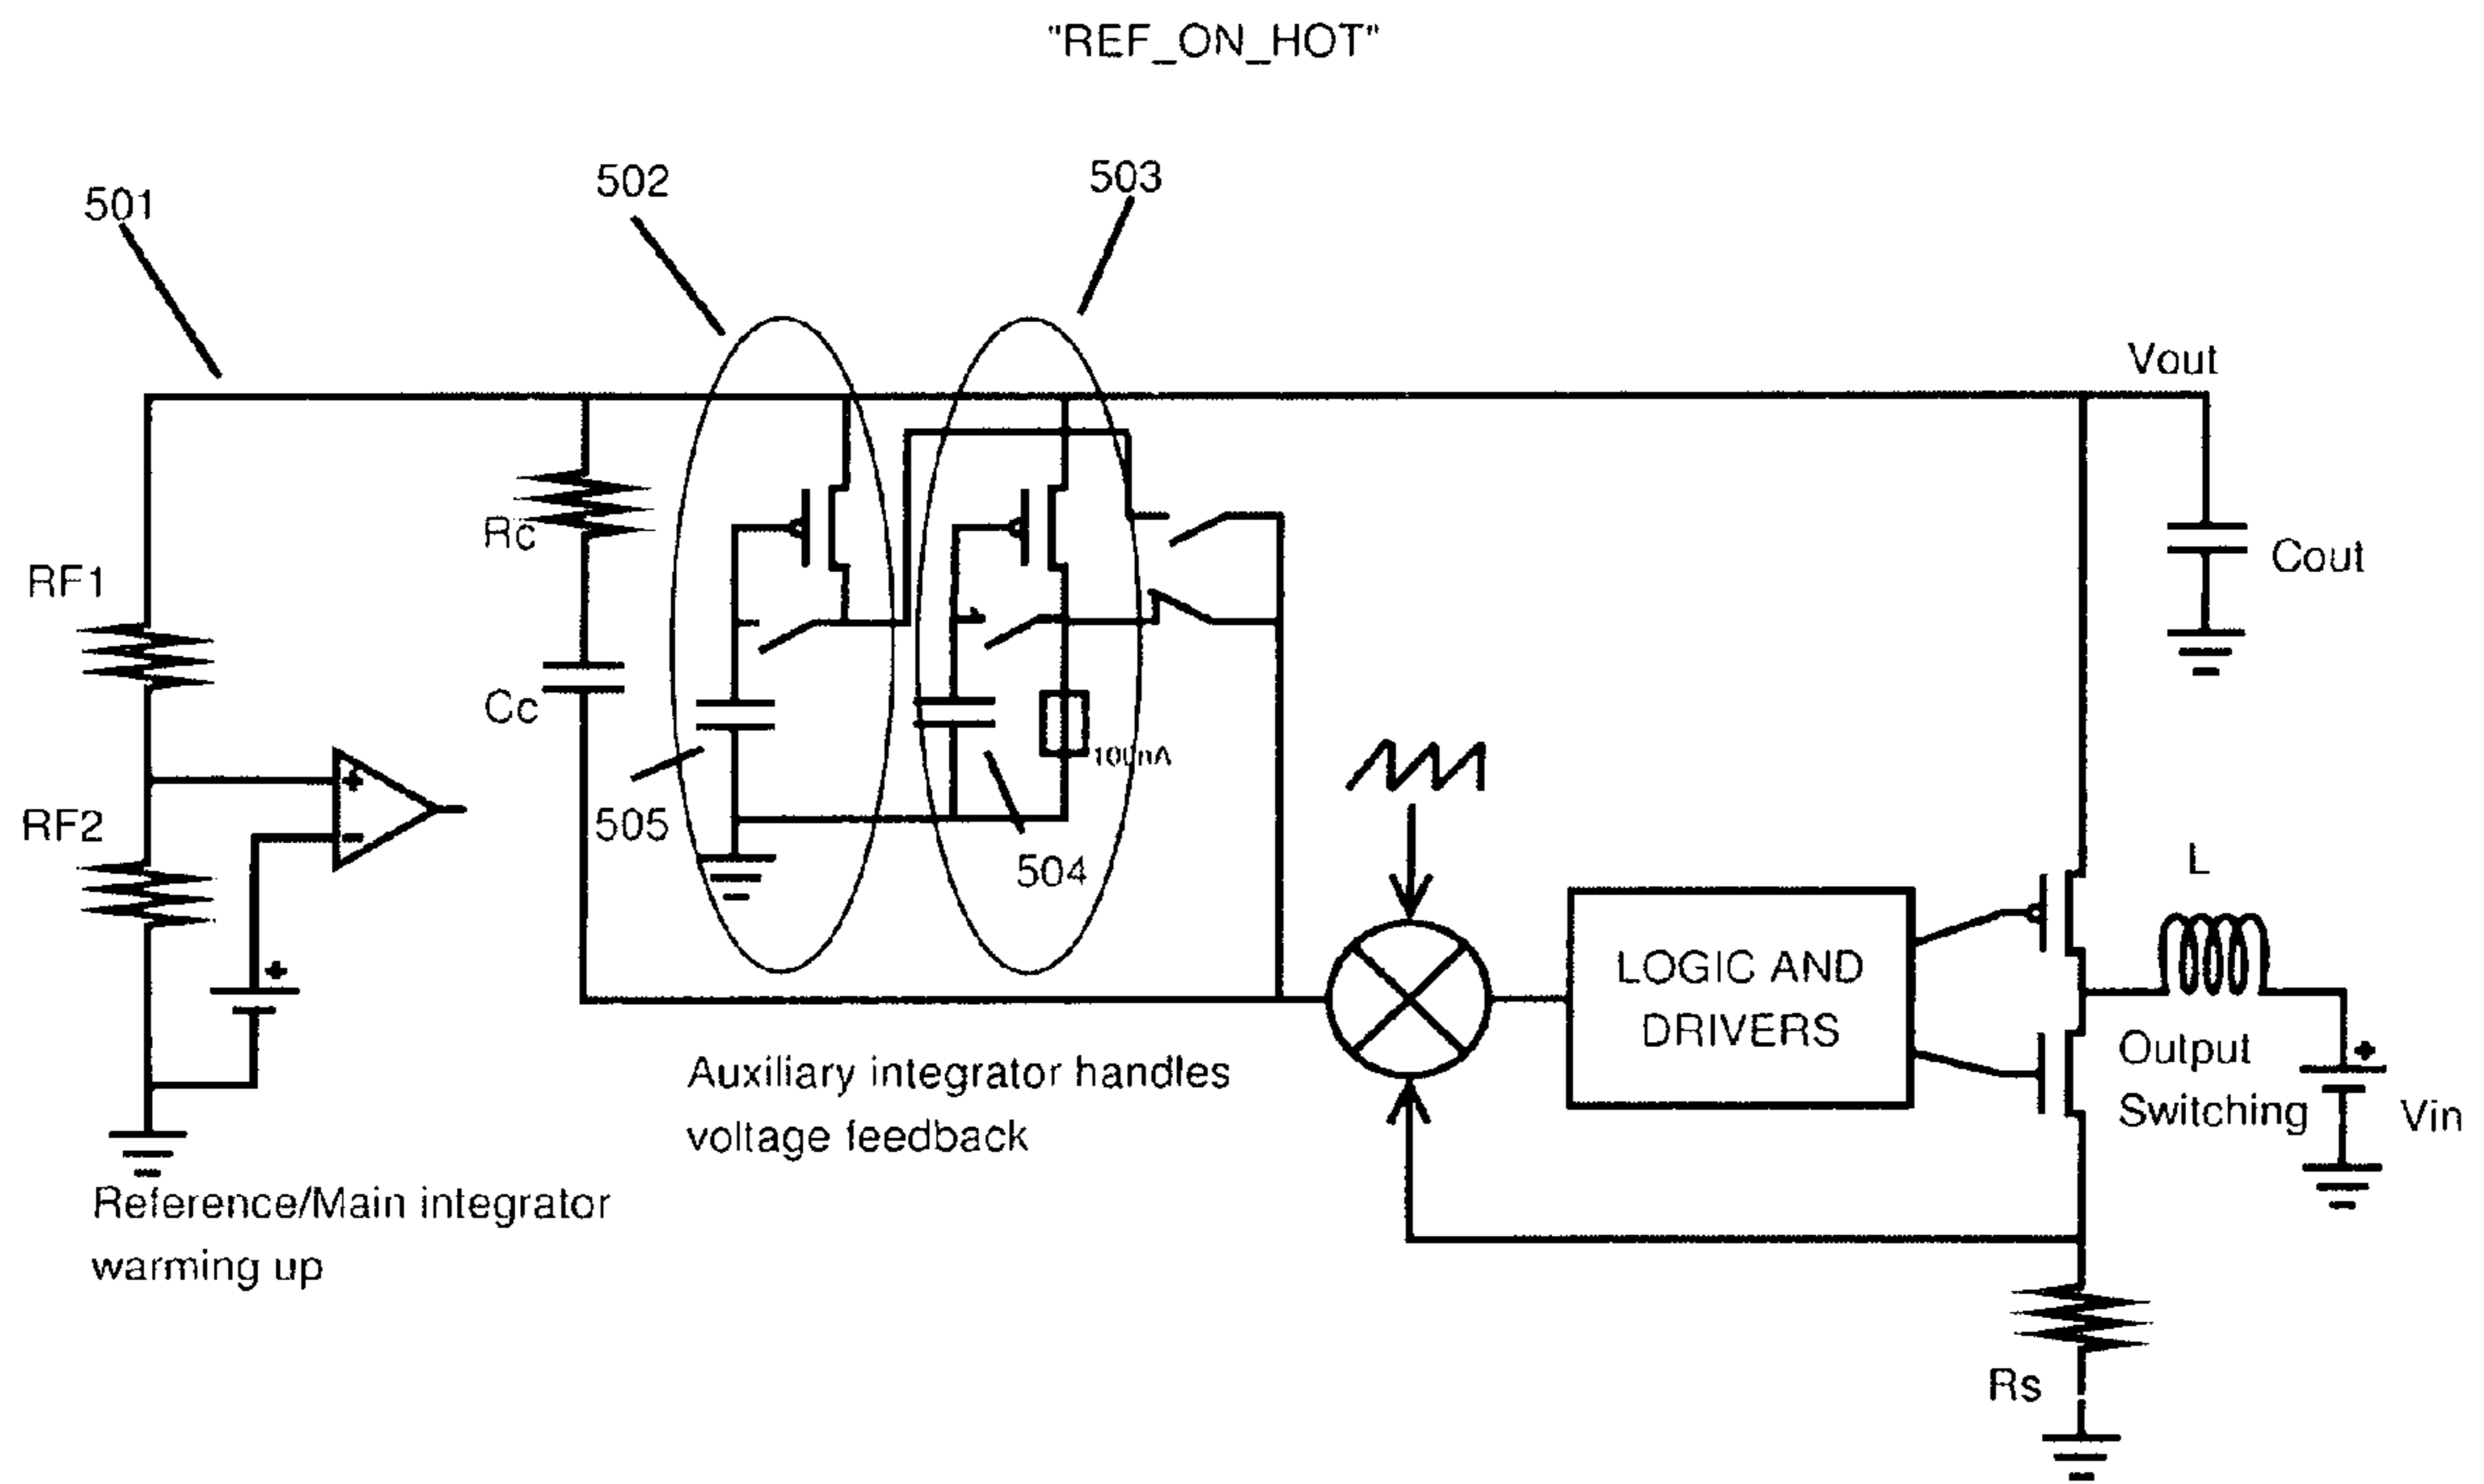 "REF_ON_HOT"
501
502
503
Vout
Rc
RF1
Cout
Cc
100nA
RF2
505
504
L
LOGIC AND
DRIVERS
Output
Switching
Vin
Auxiliary integrator handles
voltage feedback
Reference/Main integrator
warming up
Rs